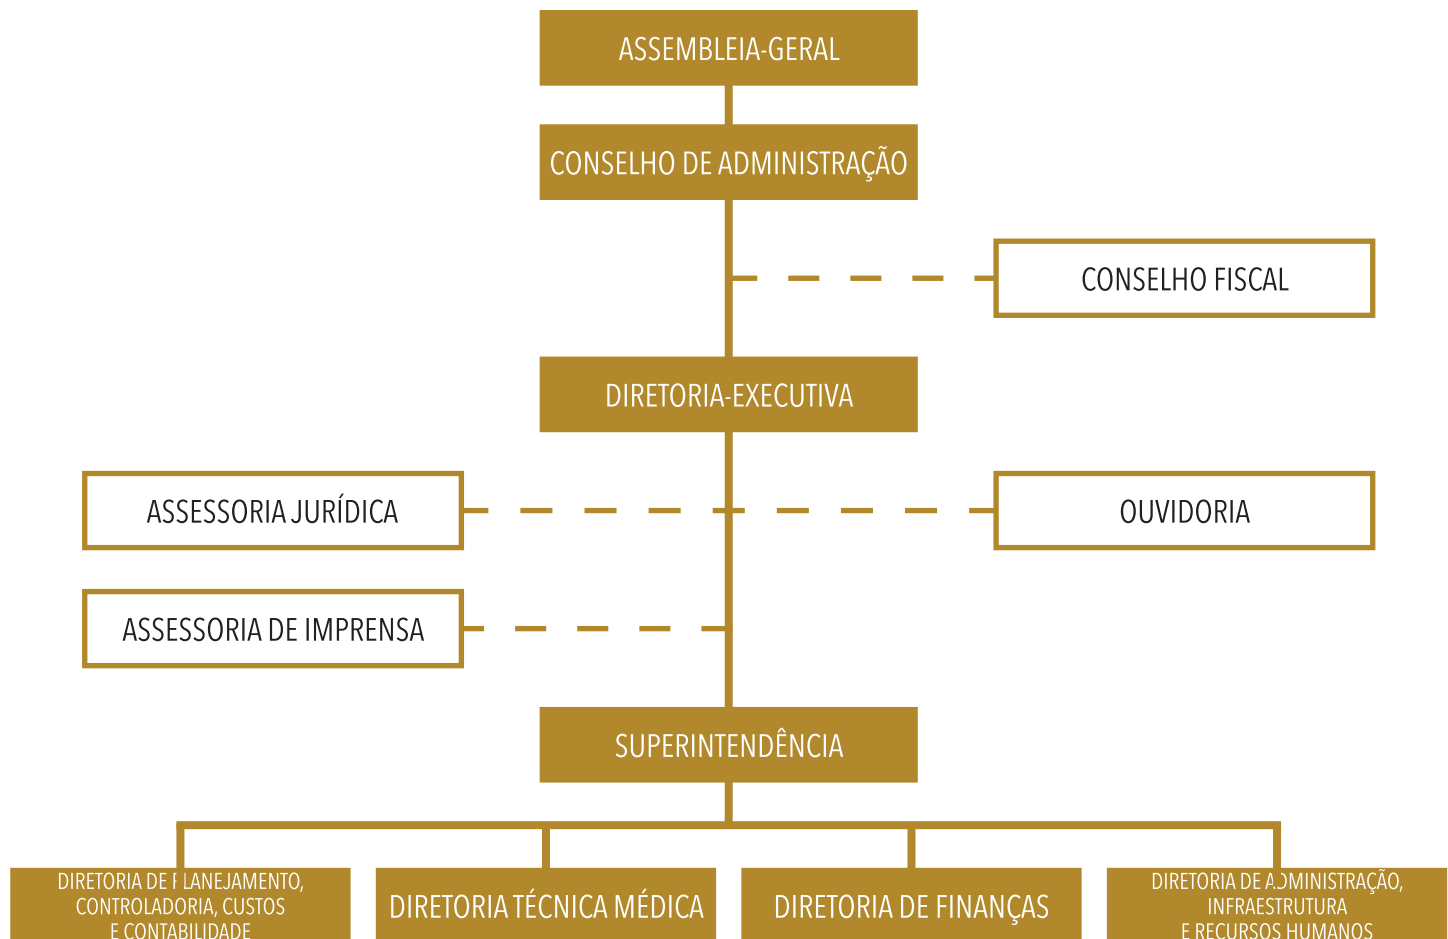 ASSEMBLEIA-GERAL
CONSELHO DE ADMINISTRAÇÃO
CONSELHO FISCAL
DIRETORIA-EXECUTIVA
ASSESSORIA JURÍDICA
OUVIDORIA
ASSESSORIA DE IMPRENSA
SUPERINTENDÊNCIA
DIRETORIA DE PLANEJAMENTO,
CONTROLADORIA, CUSTOS
E CONTABILIDADE
DIRETORIA TÉCNICA MÉDICA
DIRETORIA DE FINANÇAS
DIRETORIA DE ADMINISTRAÇÃO,
INFRAESTRUTURA
E RECURSOS HUMANOS